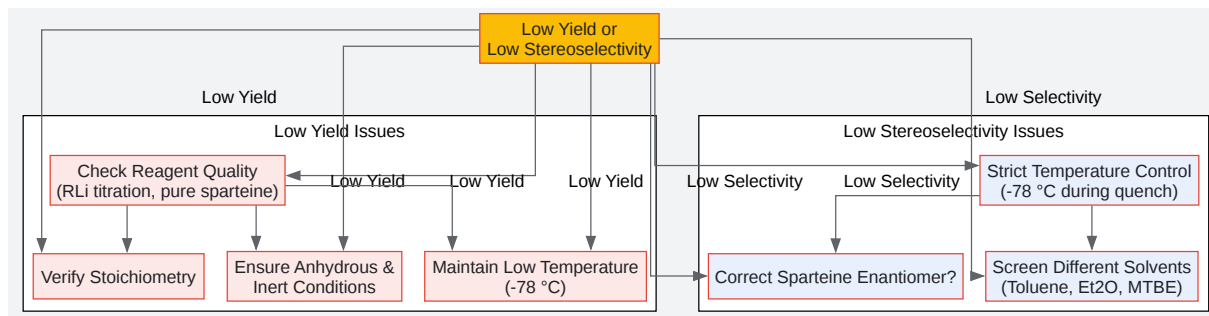 Low Yield or
Low Stereoselectivity
Low Yield
Low Selectivity
Low Yield Issues
Low Stereoselectivity Issues
Check Reagent Quality
(RLi titration, pure sparteine)
Low Yield
Low Yield
Low Yield
Low Selectivity
Low Selectivity
Strict Temperature Control
(-78 °C during quench)
Verify Stoichiometry
Ensure Anhydrous &
Inert Conditions
Maintain Low Temperature
(-78 °C)
Correct Sparteine Enantiomer?
Screen Different Solvents
(Toluene, Et2O, MTBE)